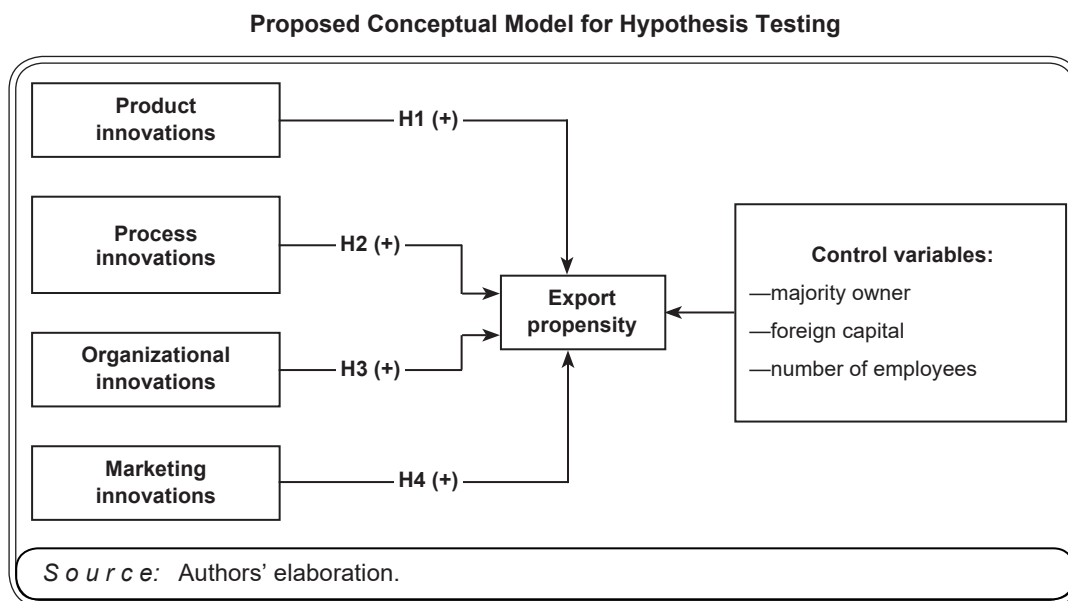 Proposed Conceptual Model for Hypothesis Testing
Product
innovations
H1 (+)
Process
innovations
H2 (+)
Organizational
innovations
H3 (+)
Marketing
innovations
H4 (+)
Export
propensity
Control variables:
—majority owner
—foreign capital
—number of employees
Source: Authors’ elaboration.